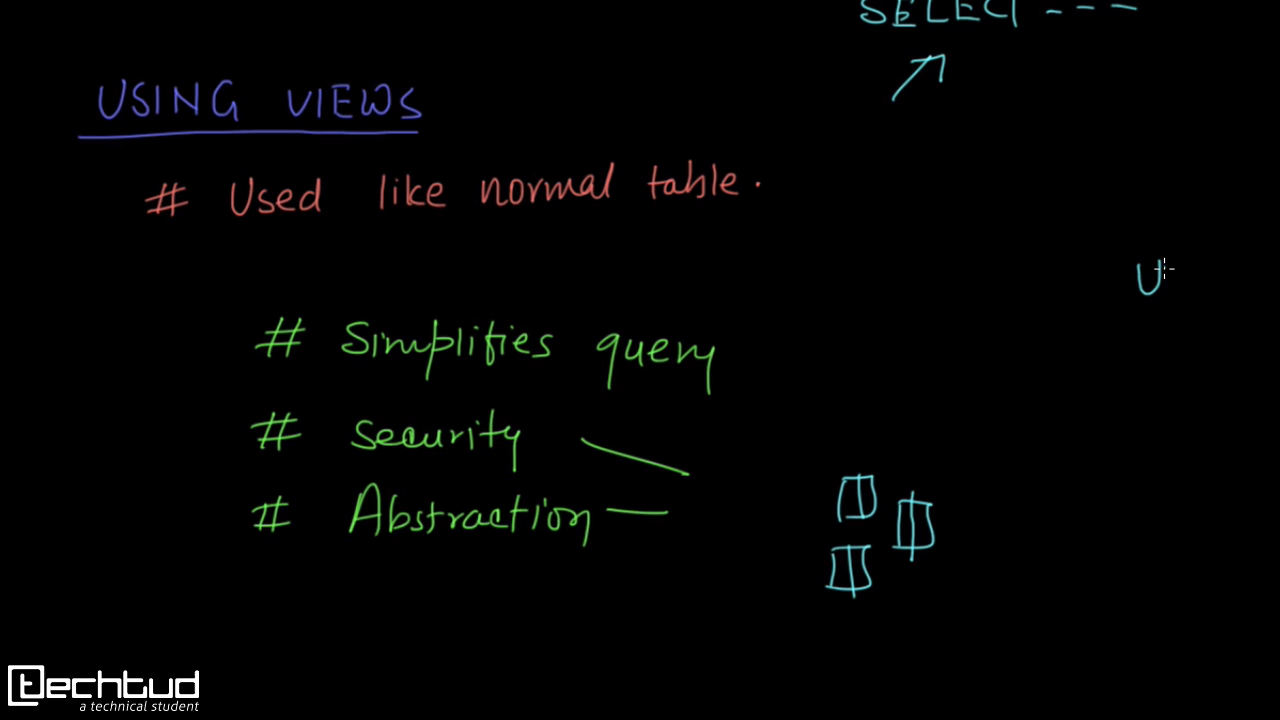 SELECT ---
USING VIEWS
# Used like normal table.
U
# Simplifies query
# Security
# Abstraction
techtud
a technical student